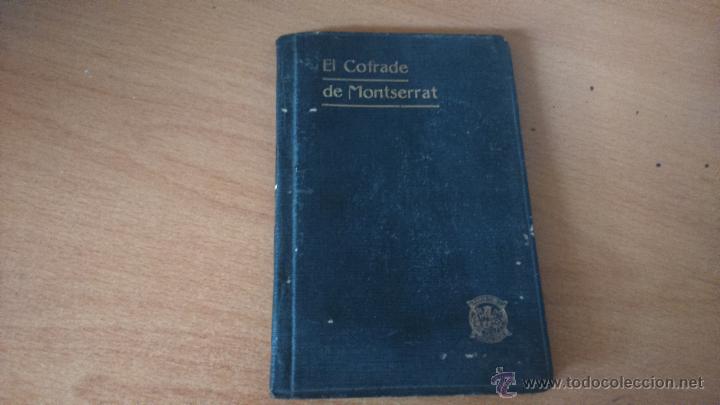 El Cofrade
de Montserrat
© www.todocoleccion.net